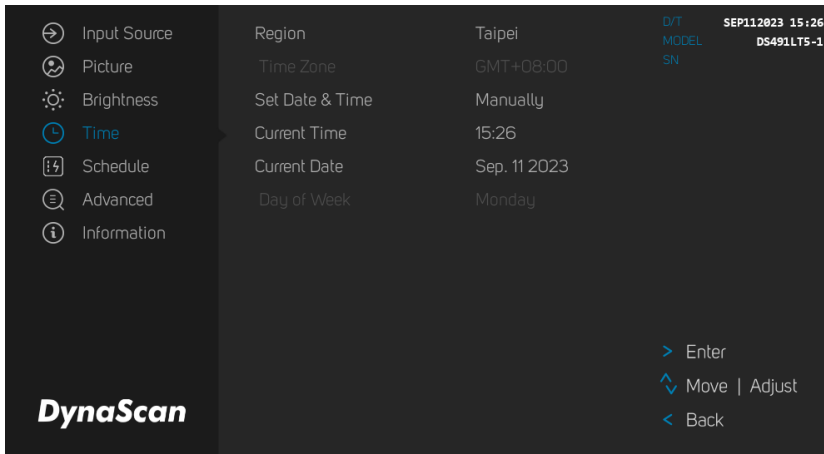 Input Source
Picture
Brightness
Time
Schedule
Advanced
Information
DynaScan
Region Taipei
Time Zone GMT+08:00
Set Date & Time Manually
Current Time 15:26
Current Date Sep. 11 2023
Day of Week Monday
D/T SEP112023 15:26
MODEL DS491LT5-1
SN
> Enter
Move | Adjust
< Back